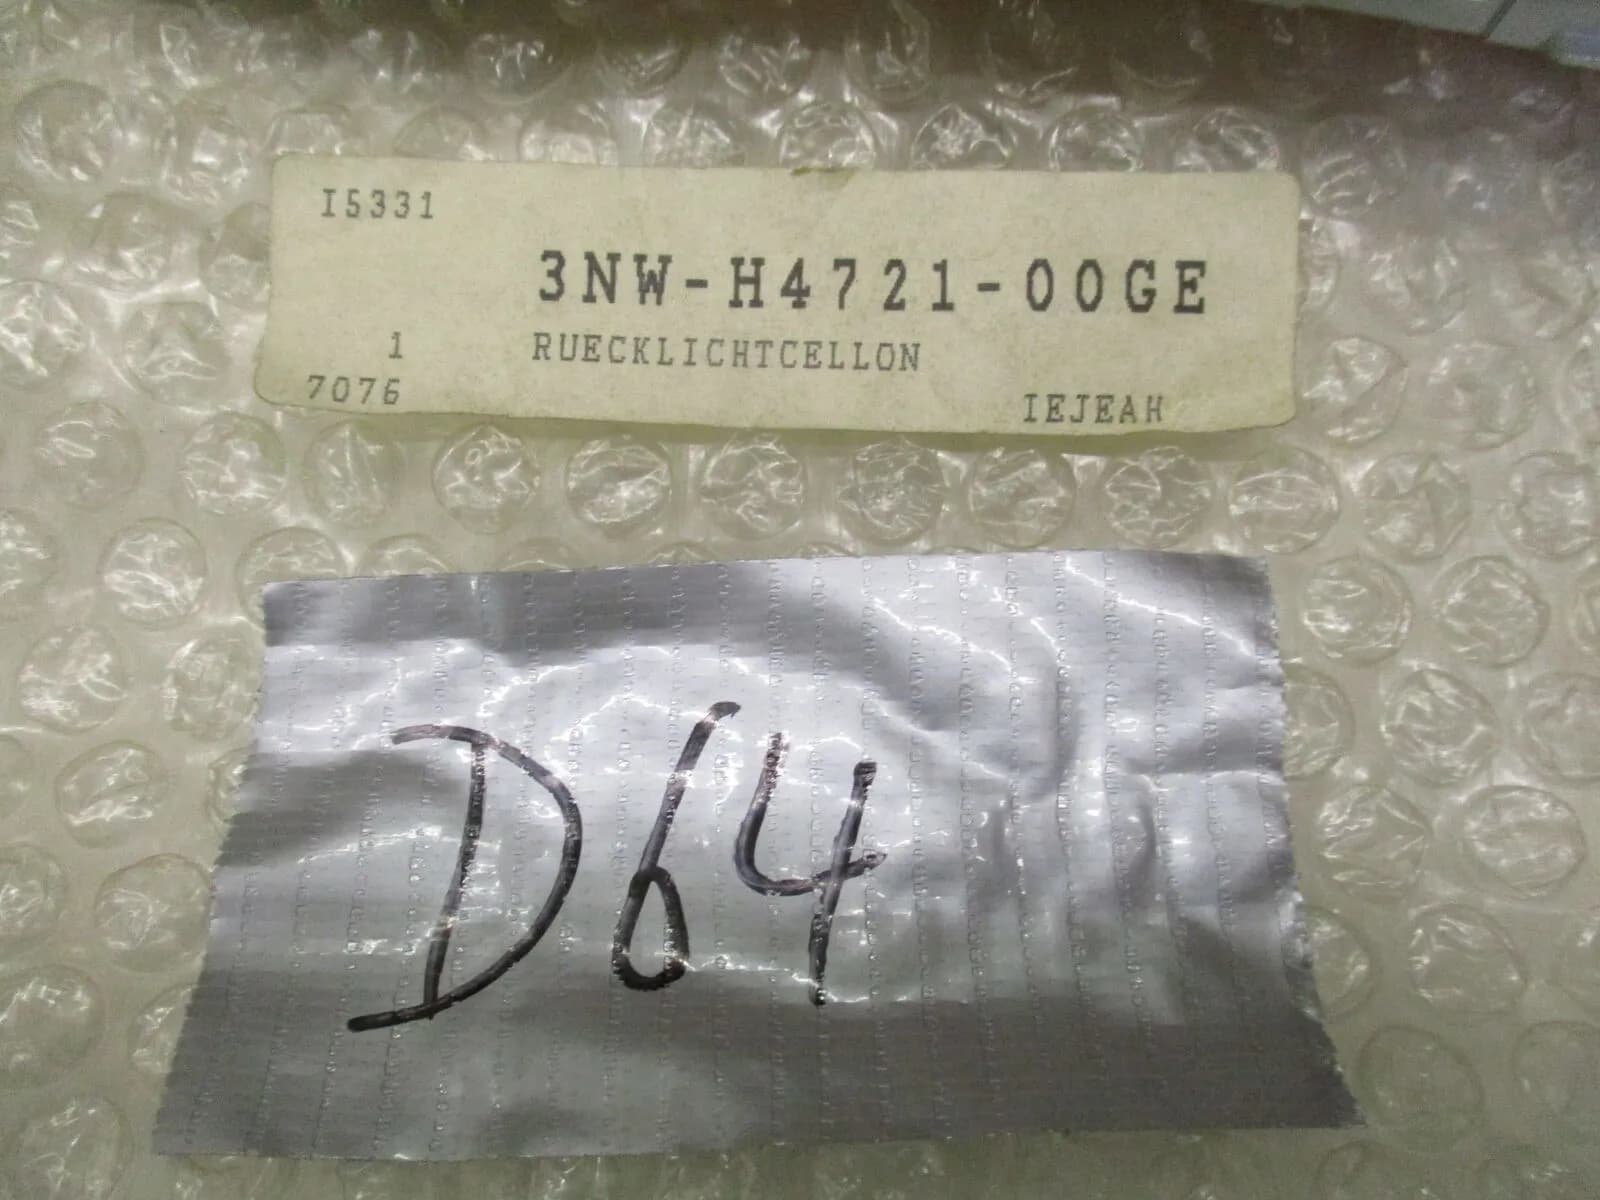 I5331
3NW-H4721-00GE
1 RUECKLICHTCELLON
7076 IEJEAH
D64